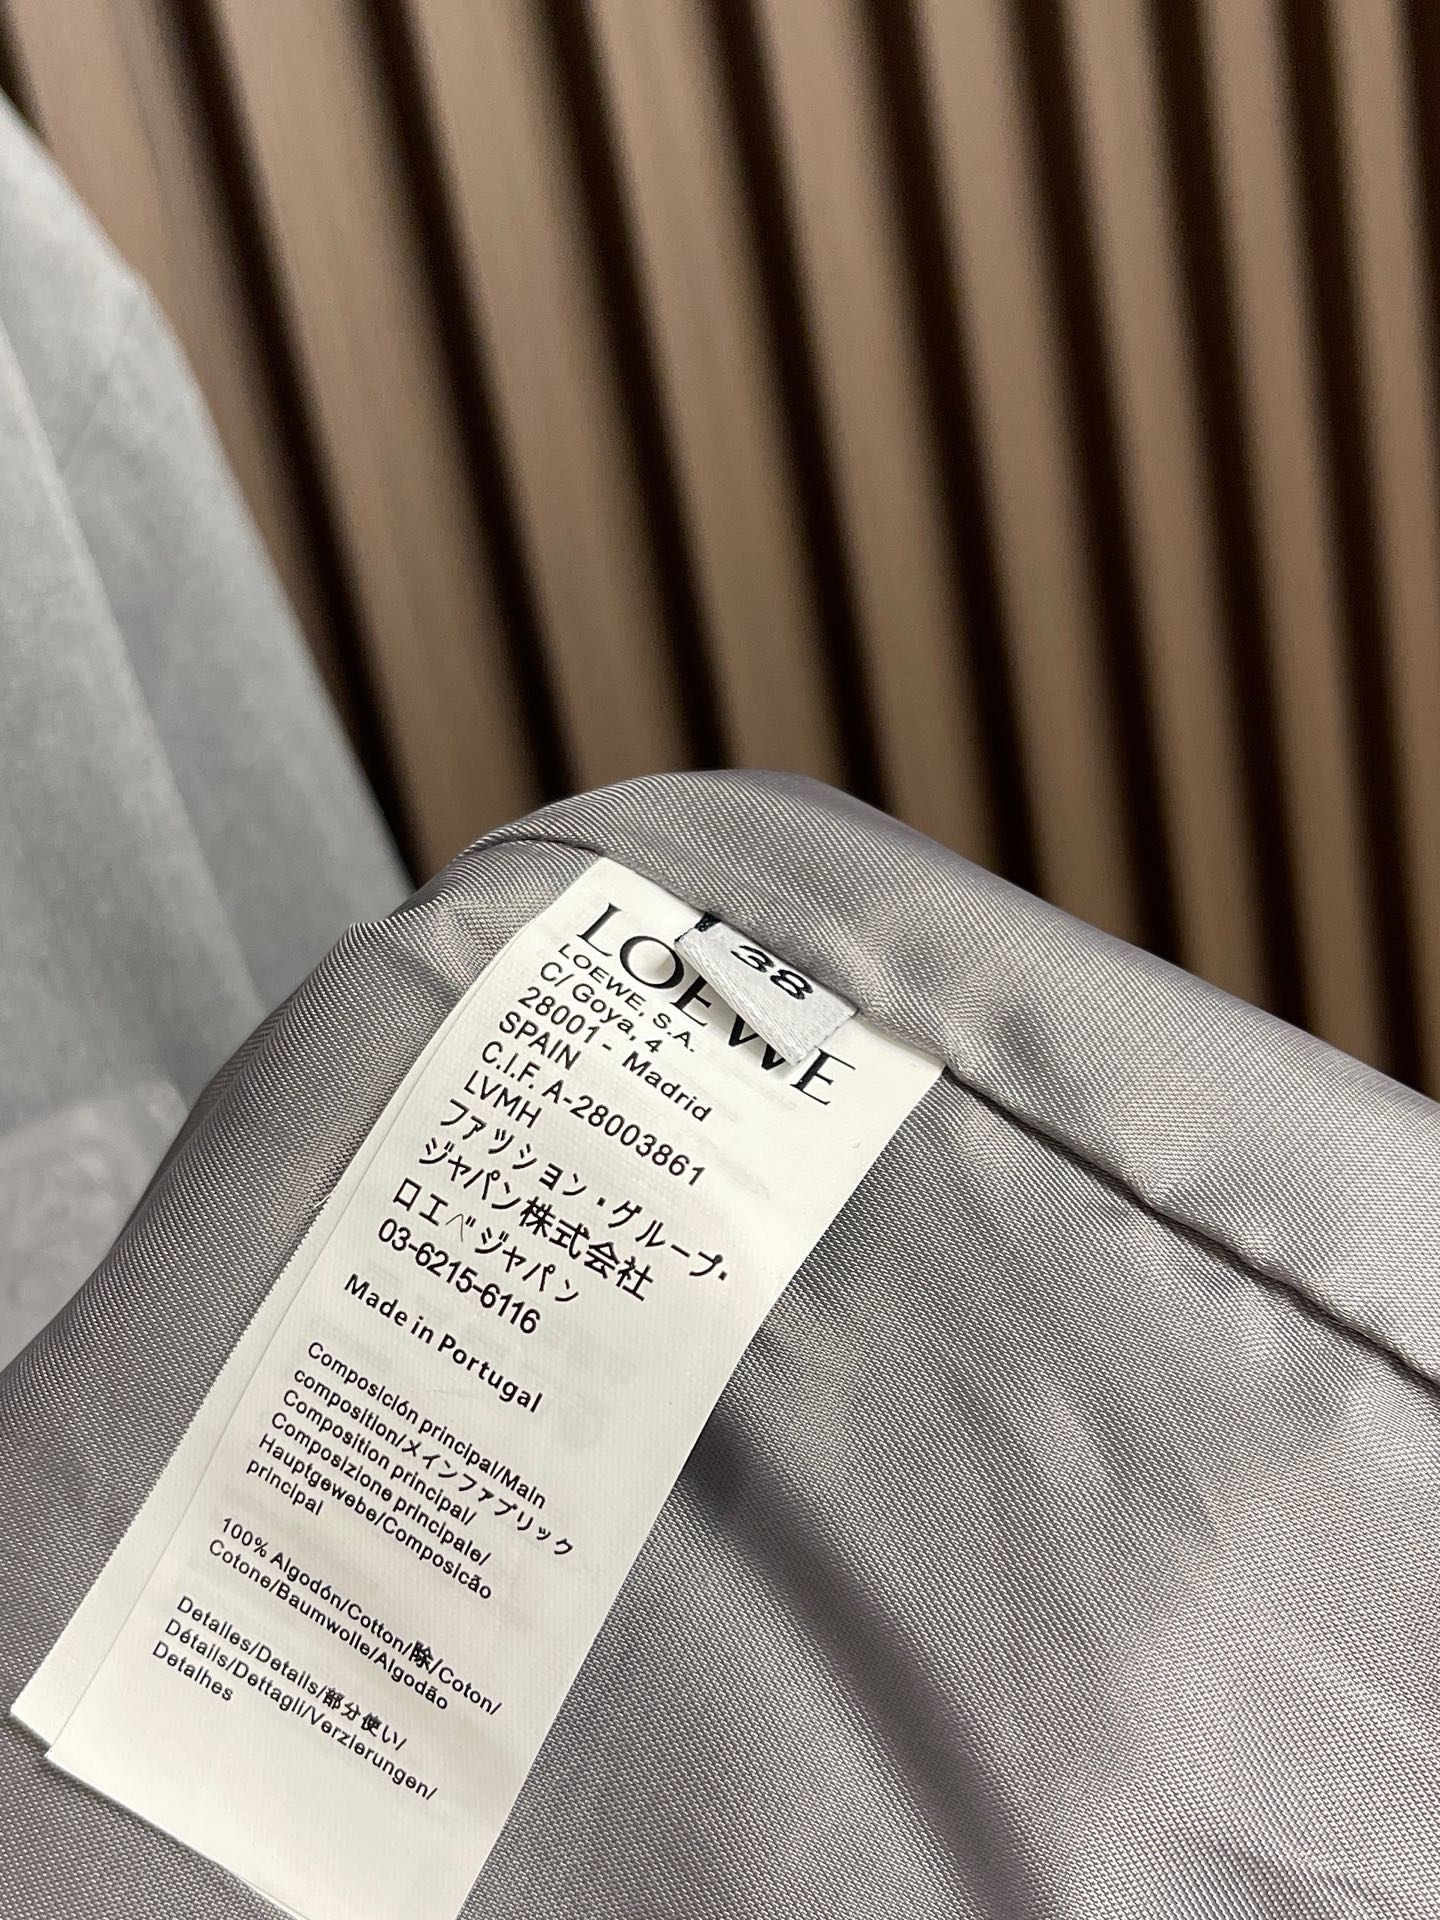 LOEWE
38
LOEWE, S.A.
C/ Goya, 4
28001 - Madrid
SPAIN
C.I.F. A-28003861
LVMH
ファッション・グループ・
ジャパン株式会社
ロエベジャパン
03-6215-6116
Made in Portugal
Composición principal/Main
composition/メインファブリック
Composition principal/
Composizione principale/
Hauptgewebe/Composicão
principal
100% Algodón/Cotton/除/Coton/
Cotone/Baumwolle/Algodão
Detalles/Details/部分使い/
Détails/Dettagli/Verzierungen/
Detalhes